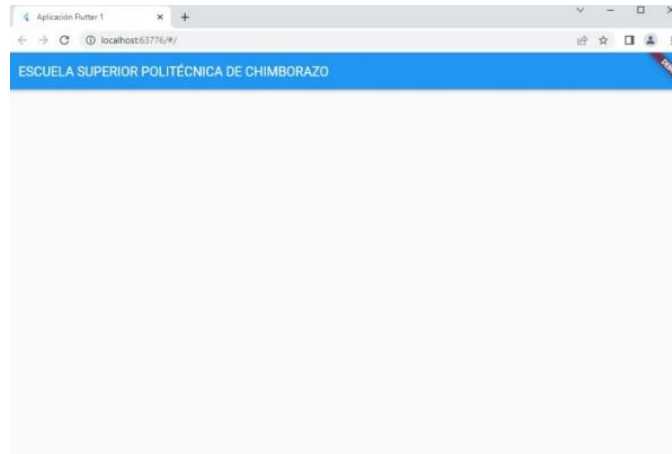 Aplicación Flutter 1
localhost:63776/#/
ESCUELA SUPERIOR POLITÉCNICA DE CHIMBORAZO